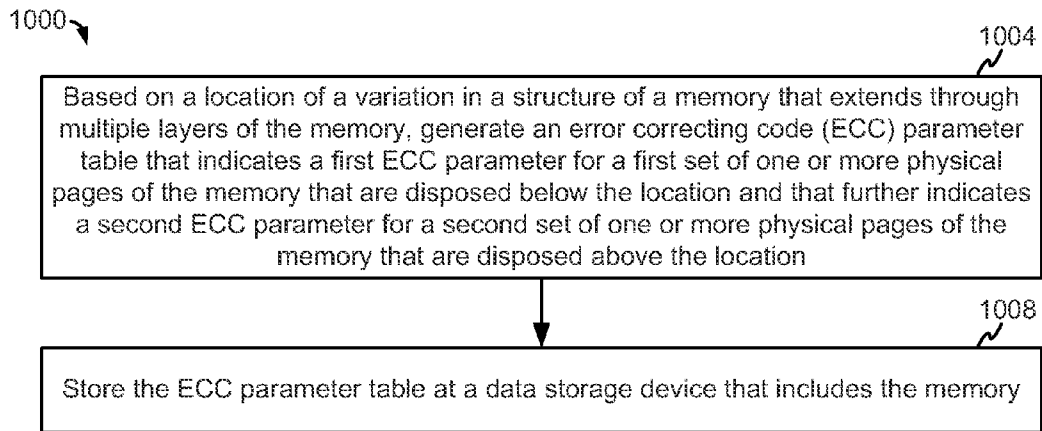 1000
1004
Based on a location of a variation in a structure of a memory that extends through
multiple layers of the memory, generate an error correcting code (ECC) parameter
table that indicates a first ECC parameter for a first set of one or more physical
pages of the memory that are disposed below the location and that further indicates
a second ECC parameter for a second set of one or more physical pages of the
memory that are disposed above the location
1008
Store the ECC parameter table at a data storage device that includes the memory